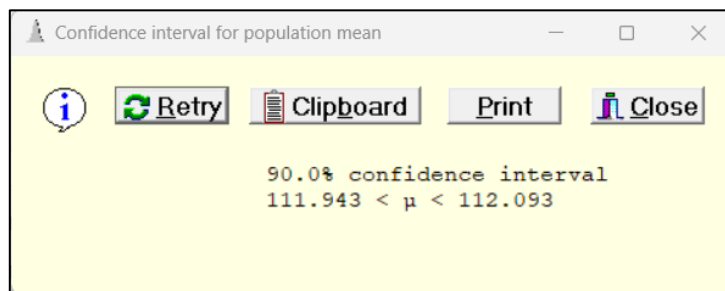 Confidence interval for population mean
i Retry Clipboard Print Close
90.0% confidence interval
111.943 < μ < 112.093